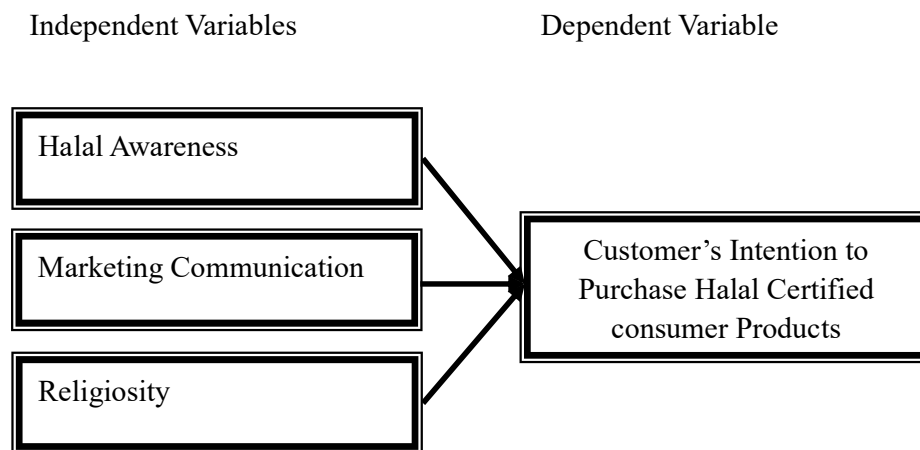 Independent Variables
Dependent Variable
Halal Awareness
Marketing Communication
Religiosity
Customer’s Intention to
Purchase Halal Certified
consumer Products